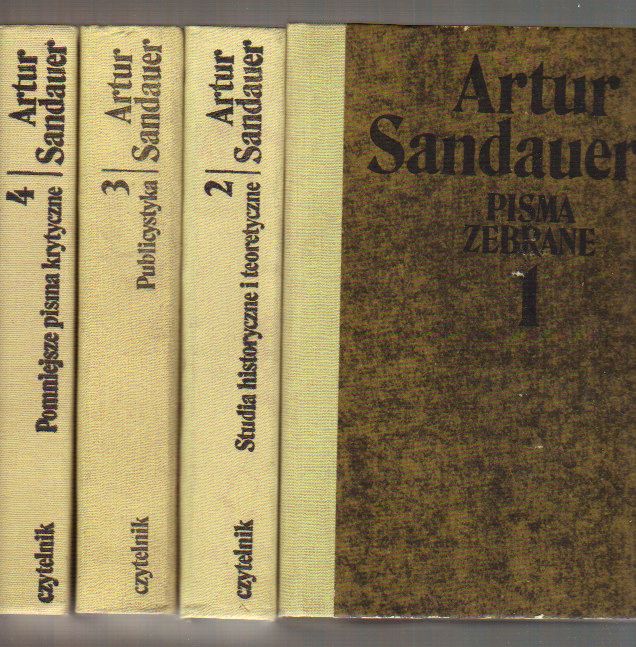 Artur
Sandauer
4
Pomniejsze pisma krytyczne
czytelnik
Artur
Sandauer
3
Publicystyka
czytelnik
Artur
Sandauer
2
Studia historyczne i teoretyczne
czytelnik
Artur
Sandauer
PISMA
ZEBRANE
1